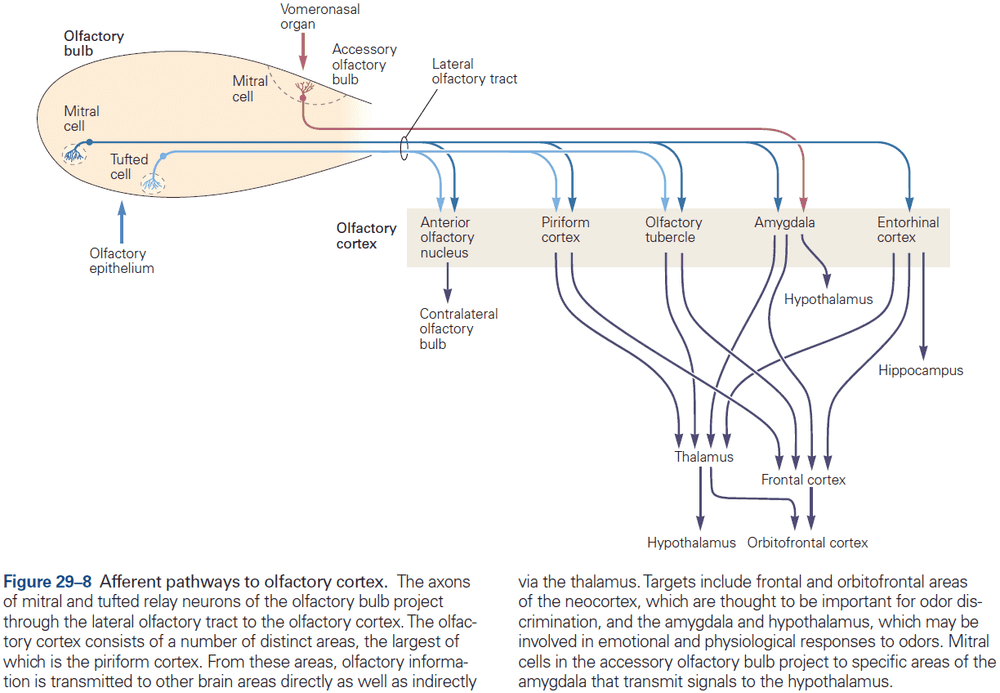 Vomeronasal
organ
Olfactory
bulb
Accessory
olfactory
bulb
Mitral
cell
Lateral
olfactory tract
Mitral
cell
Tufted
cell
Olfactory
epithelium
Olfactory
cortex
Anterior
olfactory
nucleus
Piriform
cortex
Olfactory
tubercle
Amygdala
Entorhinal
cortex
Contralateral
olfactory
bulb
Hypothalamus
Hippocampus
Thalamus
Frontal cortex
Hypothalamus
Orbitofrontal cortex
Figure 29–8 Afferent pathways to olfactory cortex. The axons
of mitral and tufted relay neurons of the olfactory bulb project
through the lateral olfactory tract to the olfactory cortex. The olfac-
tory cortex consists of a number of distinct areas, the largest of
which is the piriform cortex. From these areas, olfactory informa-
tion is transmitted to other brain areas directly as well as indirectly
via the thalamus. Targets include frontal and orbitofrontal areas
of the neocortex, which are thought to be important for odor dis-
crimination, and the amygdala and hypothalamus, which may be
involved in emotional and physiological responses to odors. Mitral
cells in the accessory olfactory bulb project to specific areas of the
amygdala that transmit signals to the hypothalamus.